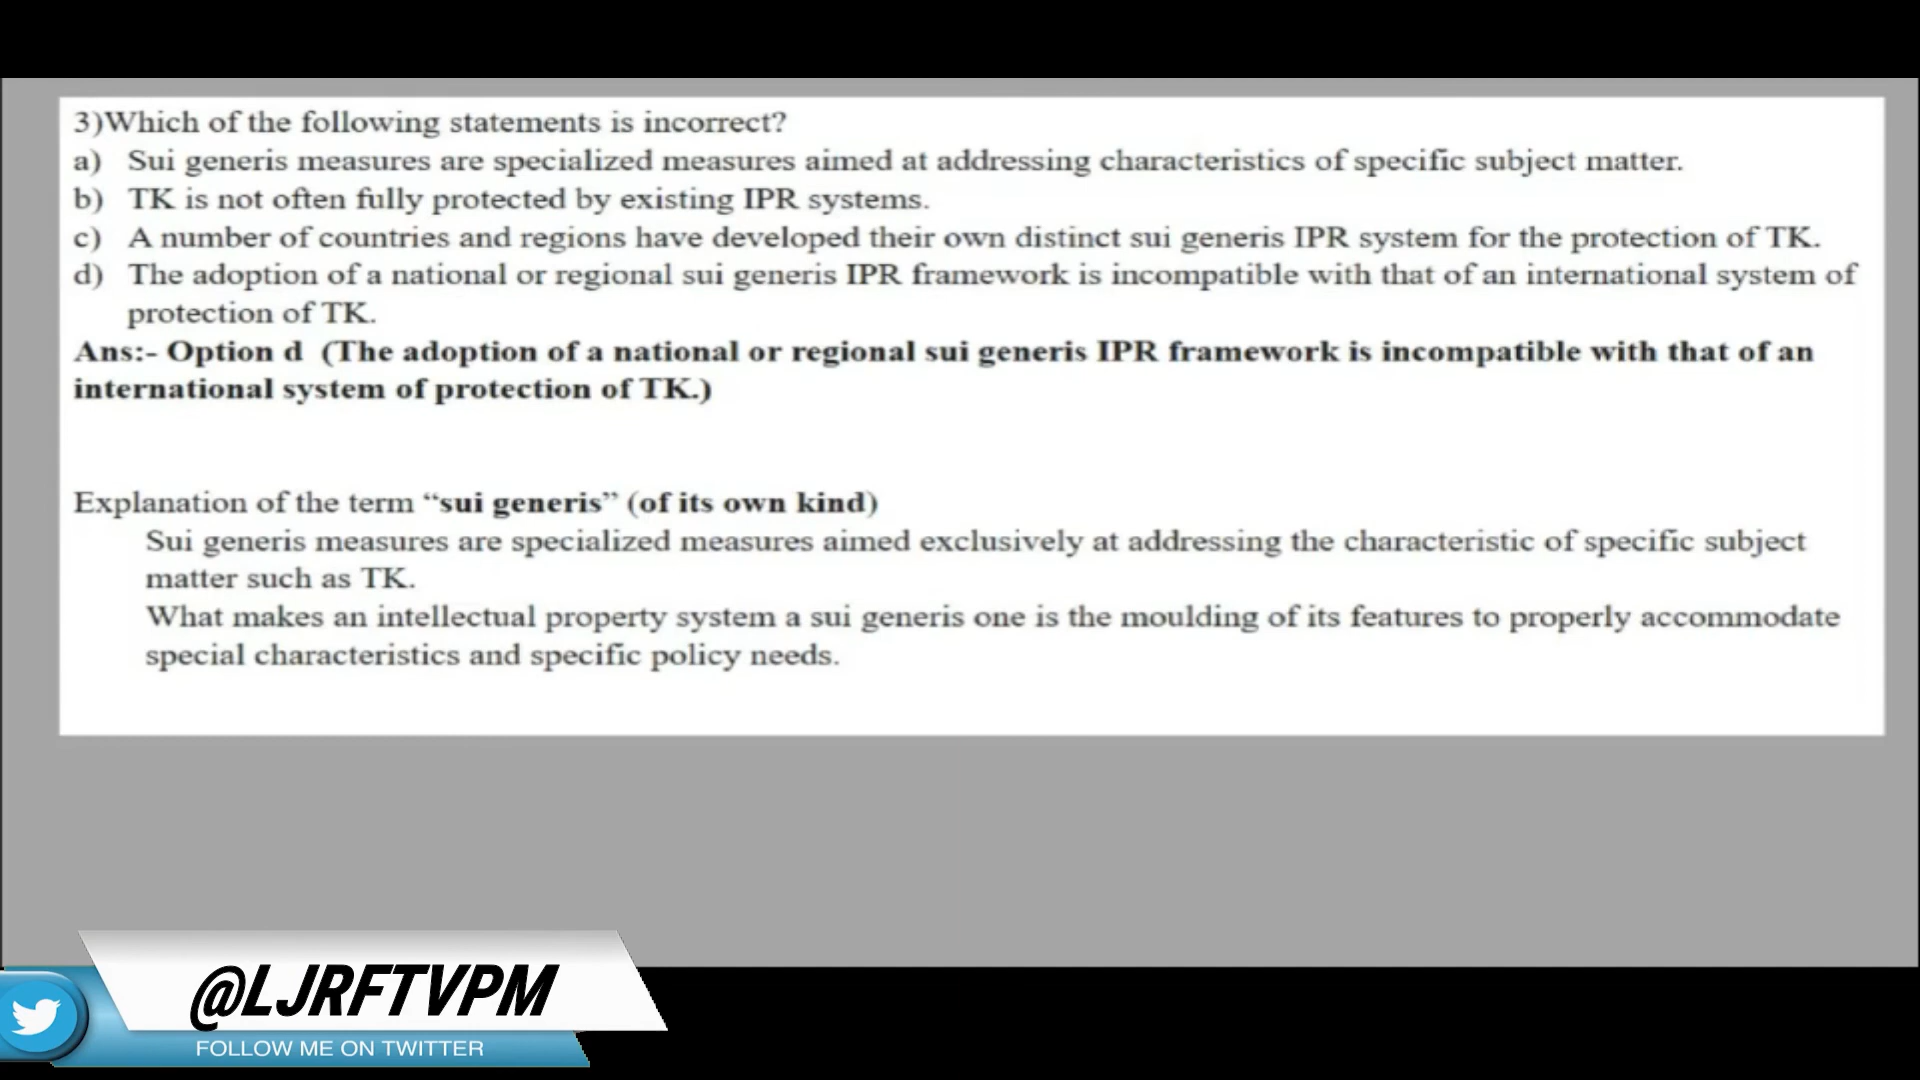 3)Which of the following statements is incorrect?
a) Sui generis measures are specialized measures aimed at addressing characteristics of specific subject matter.
b) TK is not often fully protected by existing IPR systems.
c) A number of countries and regions have developed their own distinct sui generis IPR system for the protection of TK.
d) The adoption of a national or regional sui generis IPR framework is incompatible with that of an international system of
protection of TK.
Ans:- Option d (The adoption of a national or regional sui generis IPR framework is incompatible with that of an
international system of protection of TK.)
Explanation of the term “sui generis” (of its own kind)
Sui generis measures are specialized measures aimed exclusively at addressing the characteristic of specific subject
matter such as TK.
What makes an intellectual property system a sui generis one is the moulding of its features to properly accommodate
special characteristics and specific policy needs.
@LJRFTVPM
FOLLOW ME ON TWITTER